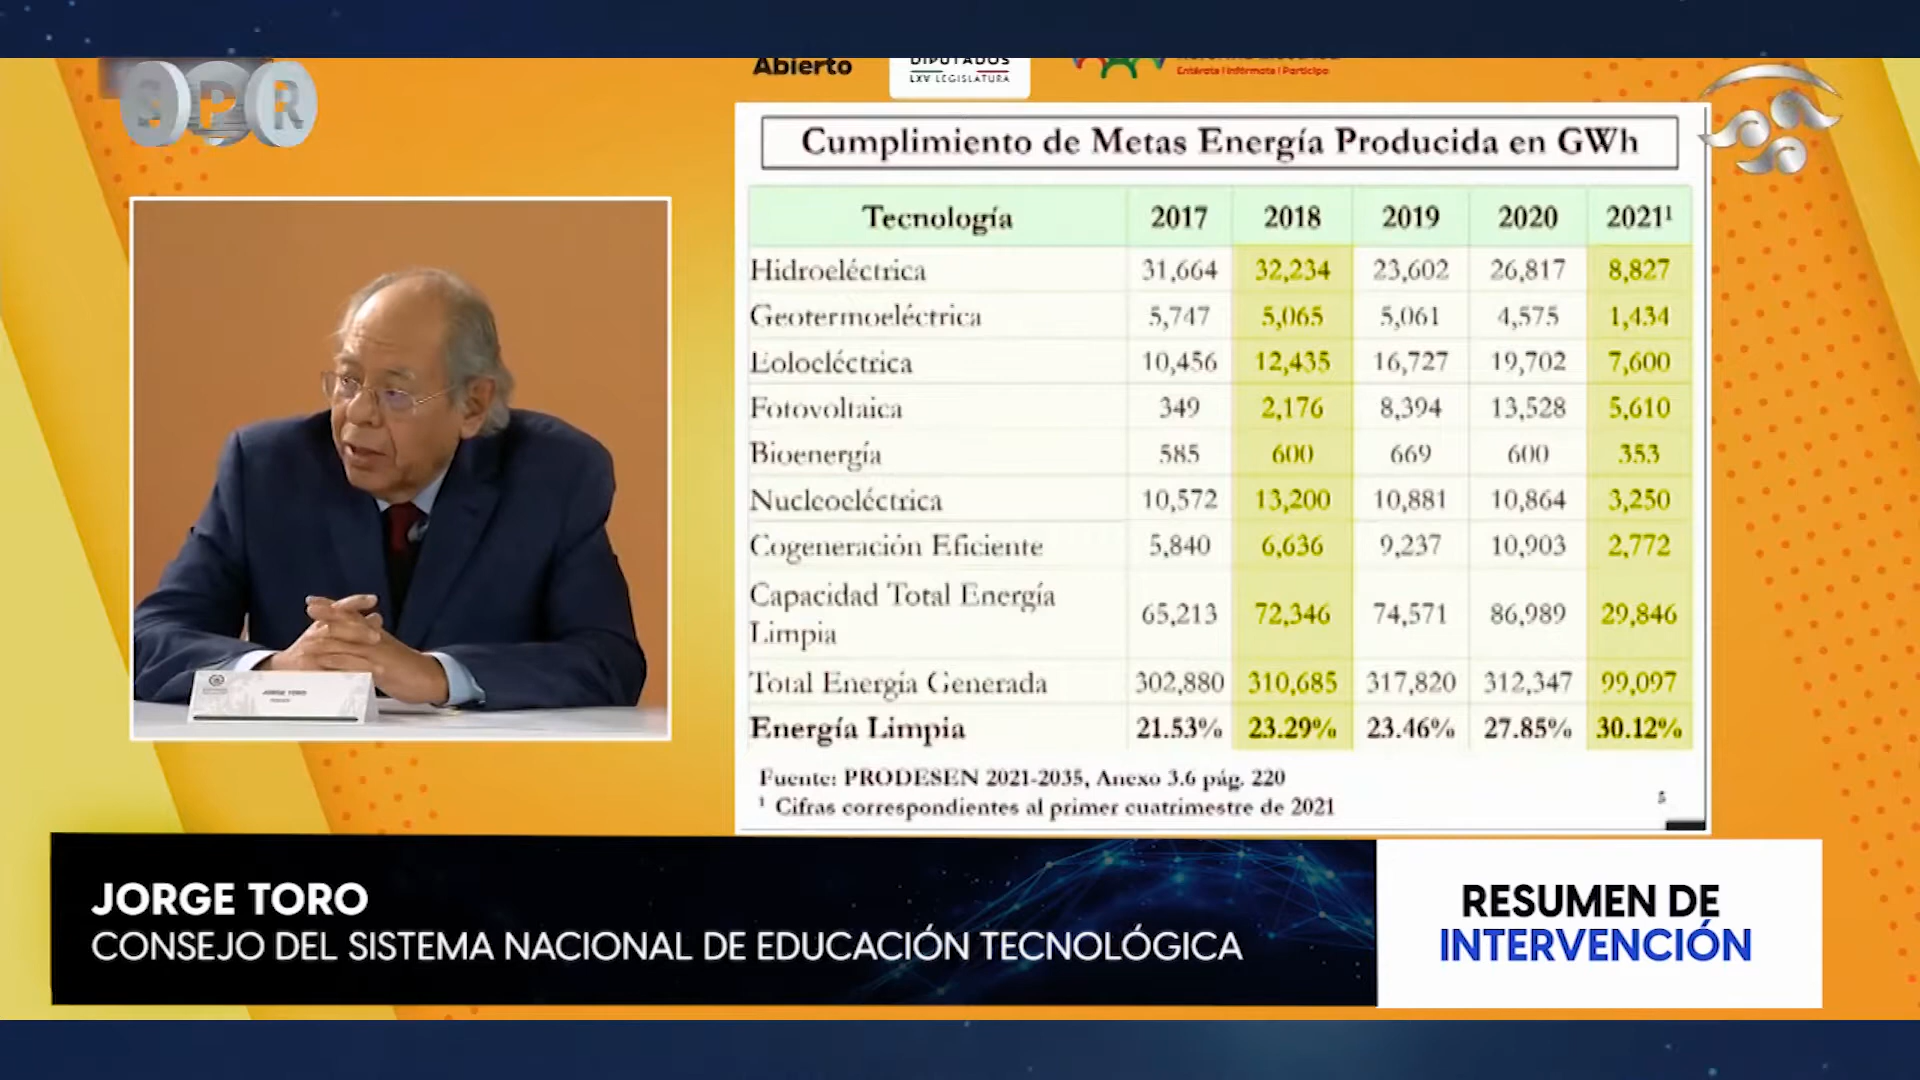 SPR
Abierto
DIPUTADOS
LXV LEGISLATURA
Entérate | Infórmate | Participa
Cumplimiento de Metas Energía Producida en GWh
Tecnología 2017 2018 2019 2020 2021¹
Hidroeléctrica 31,664 32,234 23,602 26,817 8,827
Geotermoeléctrica 5,747 5,065 5,061 4,575 1,434
Eoloeléctrica 10,456 12,435 16,727 19,702 7,600
Fotovoltaica 349 2,176 8,394 13,528 5,610
Bioenergía 585 600 669 600 353
Nucleoeléctrica 10,572 13,200 10,881 10,864 3,250
Cogeneración Eficiente 5,840 6,636 9,237 10,903 2,772
Capacidad Total Energía
Limpia 65,213 72,346 74,571 86,989 29,846
Total Energía Generada 302,880 310,685 317,820 312,347 99,097
Energía Limpia 21.53% 23.29% 23.46% 27.85% 30.12%
Fuente: PRODESEN 2021-2035, Anexo 3.6 pág. 220
¹ Cifras correspondientes al primer cuatrimestre de 2021
5
JORGE TORO
JORGE TORO
CONSEJO DEL SISTEMA NACIONAL DE EDUCACIÓN TECNOLÓGICA
RESUMEN DE
INTERVENCIÓN